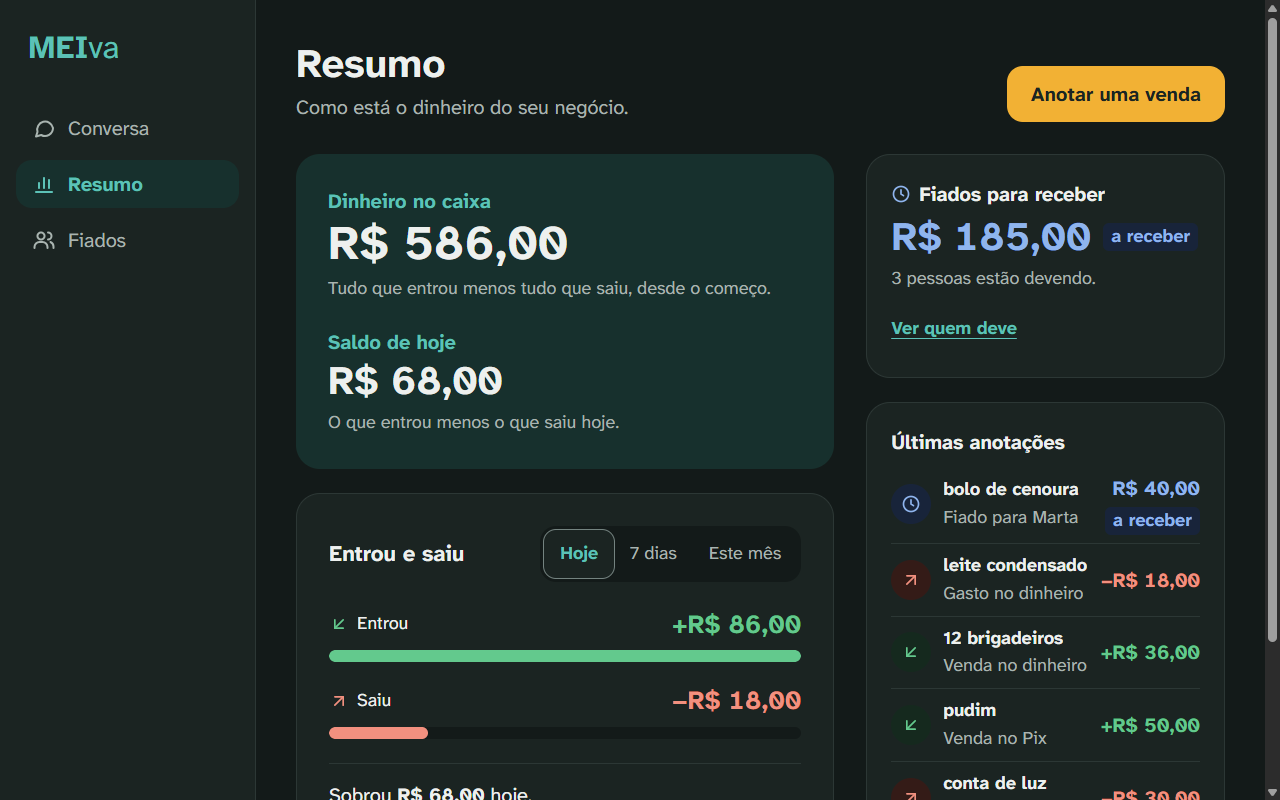 MEIva
Conversa
Resumo
Fiados
Resumo
Como está o dinheiro do seu negócio.
Anotar uma venda
Dinheiro no caixa
R$ 586,00
Tudo que entrou menos tudo que saiu, desde o começo.
Saldo de hoje
R$ 68,00
O que entrou menos o que saiu hoje.
Entrou e saiu
Hoje
7 dias
Este mês
Entrou
+R$ 86,00
Saiu
–R$ 18,00
Sobrou R$ 68,00 hoje.
Fiados para receber
R$ 185,00 a receber
3 pessoas estão devendo.
Ver quem deve
Últimas anotações
bolo de cenoura
R$ 40,00
Fiado para Marta
a receber
leite condensado
–R$ 18,00
Gasto no dinheiro
12 brigadeiros
+R$ 36,00
Venda no dinheiro
pudim
+R$ 50,00
Venda no Pix
conta de luz
–R$ 30,00